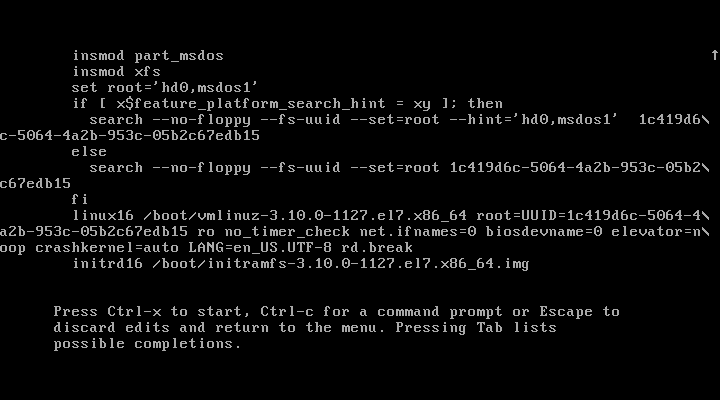 insmod part_msdos
↑
insmod xfs
set root='hd0,msdos1'
if [ x$feature_platform_search_hint = xy ]; then
search --no-floppy --fs-uuid --set=root --hint='hd0,msdos1'  1c419d6\
c-5064-4a2b-953c-05b2c67edb15
else
search --no-floppy --fs-uuid --set=root 1c419d6c-5064-4a2b-953c-05b2\
c67edb15
fi
linux16 /boot/vmlinuz-3.10.0-1127.el7.x86_64 root=UUID=1c419d6c-5064-4\
a2b-953c-05b2c67edb15 ro no_timer_check net.ifnames=0 biosdevname=0 elevator=n\
oop crashkernel=auto LANG=en_US.UTF-8 rd.break
initrd16 /boot/initramfs-3.10.0-1127.el7.x86_64.img
Press Ctrl-x to start, Ctrl-c for a command prompt or Escape to
discard edits and return to the menu. Pressing Tab lists
possible completions.